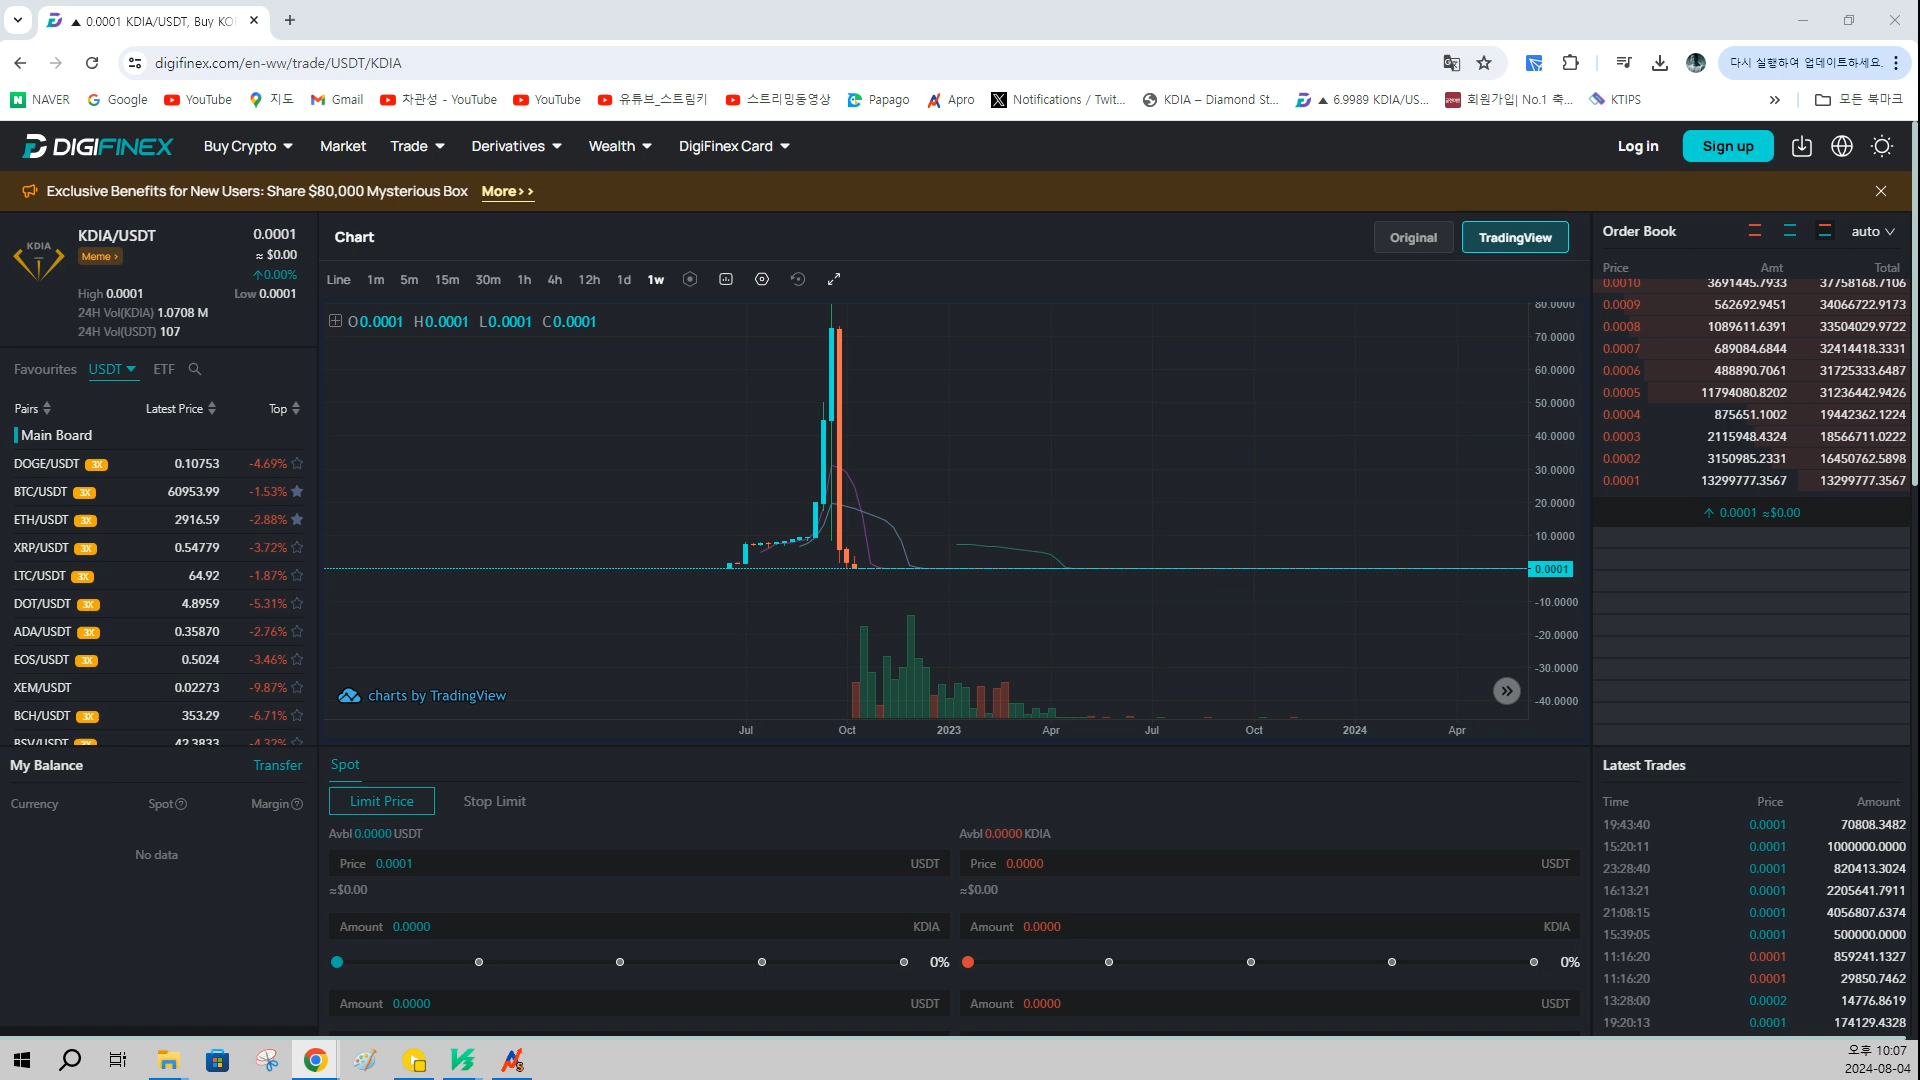 ▲ 0.0001 KDIA/USDT, Buy KO
digifinex.com/en-ww/trade/USDT/KDIA
다시 실행하여 업데이트하세요.
NAVER Google YouTube 지도 Gmail 차관성 - YouTube YouTube 유튜브_스트림키 스트리밍동영상 Papago Apro Notifications / Twit... KDIA – Diamond St... ▲ 6.9989 KDIA/US... 회원가입| No.1 축... KTIPS » 모든 북마크
DIGIFINEX Buy Crypto Market Trade Derivatives Wealth DigiFinex Card Log in Sign up
Exclusive Benefits for New Users: Share $80,000 Mysterious Box More>>
KDIA
KDIA/USDT 0.0001
Meme > ≈ $0.00
↑0.00%
High 0.0001 Low 0.0001
24H Vol(KDIA) 1.0708 M
24H Vol(USDT) 107
Favourites USDT ETF
Pairs Latest Price Top
Main Board
DOGE/USDT 3X 0.10753 -4.69%
BTC/USDT 3X 60953.99 -1.53%
ETH/USDT 3X 2916.59 -2.88%
XRP/USDT 3X 0.54779 -3.72%
LTC/USDT 3X 64.92 -1.87%
DOT/USDT 3X 4.8959 -5.31%
ADA/USDT 3X 0.35870 -2.76%
EOS/USDT 3X 0.5024 -3.46%
XEM/USDT 0.02273 -9.87%
BCH/USDT 3X 353.29 -6.71%
BSV/USDT 3X 42.3833 -4.32%
My Balance Transfer
Currency Spot Margin
No data
Chart Original TradingView
Line 1m 5m 15m 30m 1h 4h 12h 1d 1w
O0.0001 H0.0001 L0.0001 C0.0001
80.0000
70.0000
60.0000
50.0000
40.0000
30.0000
20.0000
10.0000
0.0001
-10.0000
-20.0000
-30.0000
-40.0000
charts by TradingView
Jul Oct 2023 Apr Jul Oct 2024 Apr
Spot
Limit Price Stop Limit
Avbl 0.0000 USDT Avbl 0.0000 KDIA
Price 0.0001 USDT Price 0.0000 USDT
≈$0.00 ≈$0.00
Amount 0.0000 KDIA Amount 0.0000 KDIA
0% 0%
Amount 0.0000 USDT Amount 0.0000 USDT
Order Book auto
Price Amt Total
0.0010 3691445.7933 37758168.7106
0.0009 562692.9451 34066722.9173
0.0008 1089611.6391 33504029.9722
0.0007 689084.6844 32414418.3331
0.0006 488890.7061 31725333.6487
0.0005 11794080.8202 31236442.9426
0.0004 875651.1002 19442362.1224
0.0003 2115948.4324 18566711.0222
0.0002 3150985.2331 16450762.5898
0.0001 13299777.3567 13299777.3567
↑ 0.0001 ≈$0.00
Latest Trades
Time Price Amount
19:43:40 0.0001 70808.3482
15:20:11 0.0001 1000000.0000
23:28:40 0.0001 820413.3024
16:13:21 0.0001 2205641.7911
21:08:15 0.0001 4056807.6374
15:39:05 0.0001 500000.0000
11:16:20 0.0001 859241.1327
11:16:20 0.0001 29850.7462
13:28:00 0.0002 14776.8619
19:20:13 0.0001 174129.4328
오후 10:07
2024-08-04